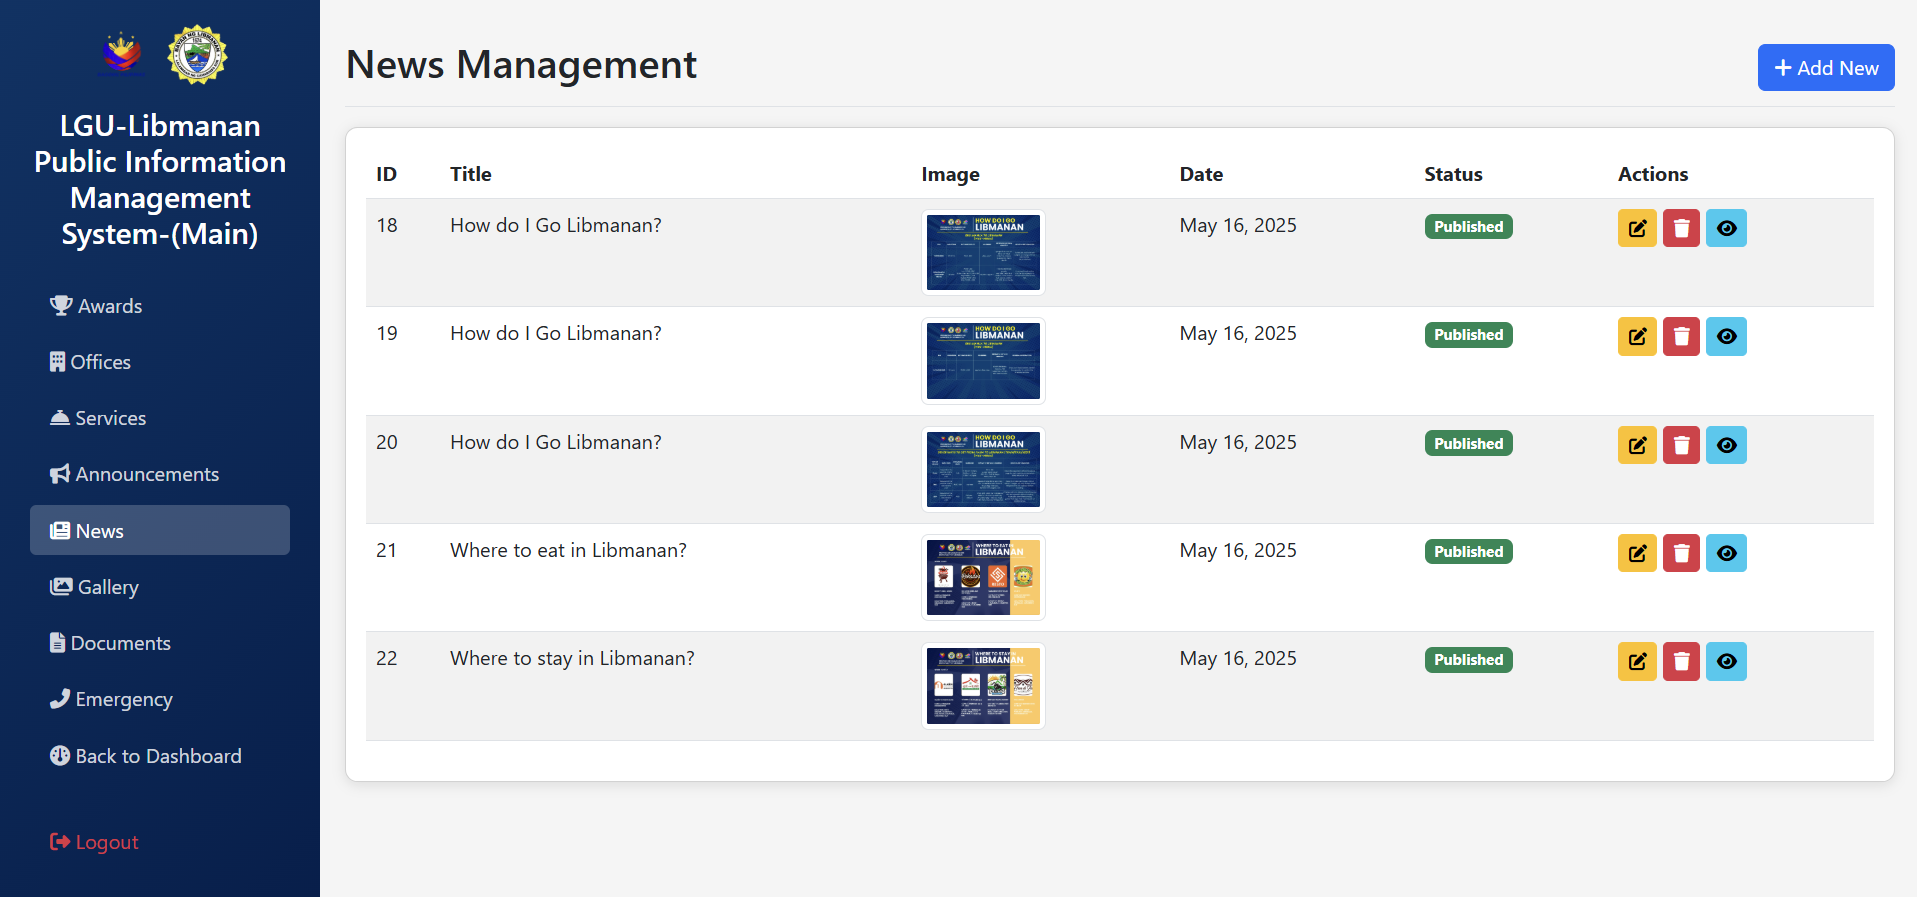 LGU-Libmanan
Public Information
Management
System-(Main)
Awards
Offices
Services
Announcements
News
Gallery
Documents
Emergency
Back to Dashboard
Logout
News Management
Add New
ID Title Image Date Status Actions
18 How do I Go Libmanan? May 16, 2025 Published
HOW DO I GO
LIBMANAN
19 How do I Go Libmanan? May 16, 2025 Published
HOW DO I GO
LIBMANAN
20 How do I Go Libmanan? May 16, 2025 Published
HOW DO I GO
LIBMANAN
21 Where to eat in Libmanan? May 16, 2025 Published
WHERE TO EAT IN
LIBMANAN
22 Where to stay in Libmanan? May 16, 2025 Published
WHERE TO STAY IN
LIBMANAN